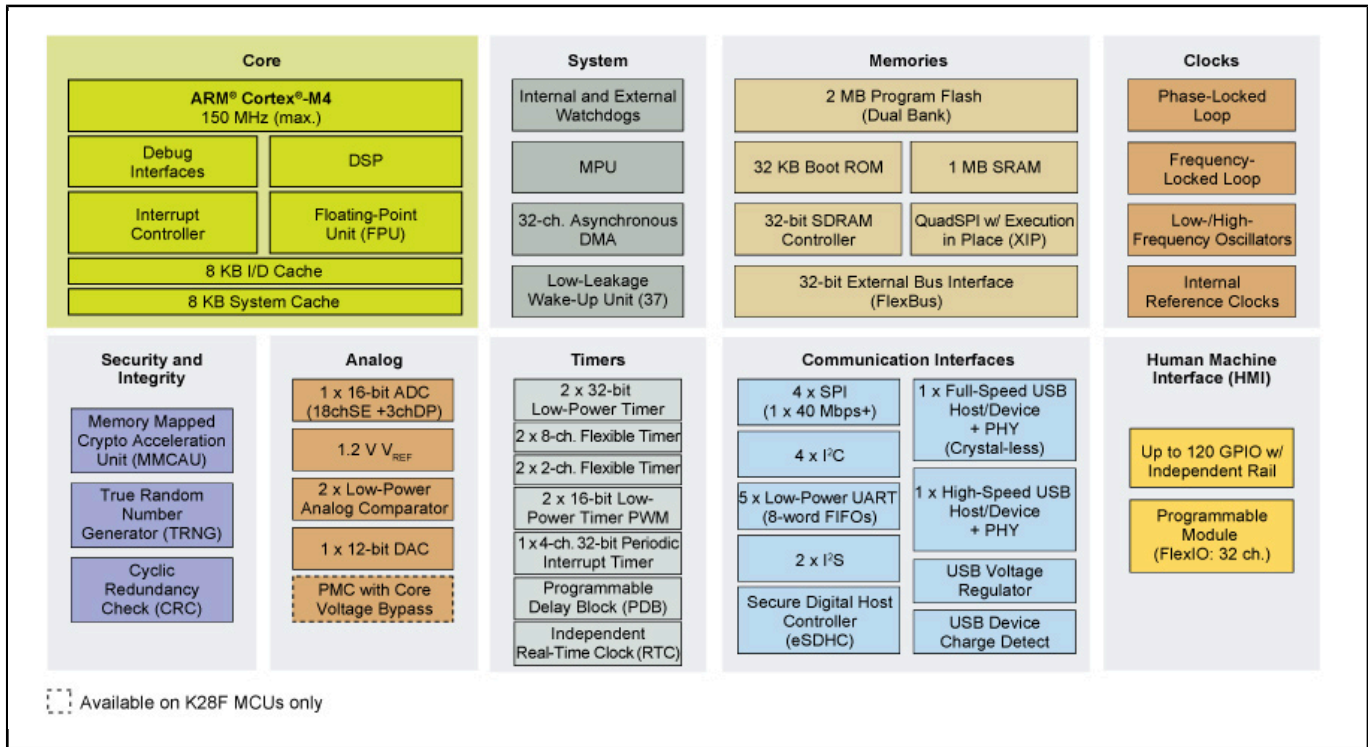 Core
ARM® Cortex®-M4
150 MHz (max.)
Debug
Interfaces
DSP
Interrupt
Controller
Floating-Point
Unit (FPU)
8 KB I/D Cache
8 KB System Cache
System
Internal and External
Watchdogs
MPU
32-ch. Asynchronous
DMA
Low-Leakage
Wake-Up Unit (37)
Memories
2 MB Program Flash
(Dual Bank)
32 KB Boot ROM
1 MB SRAM
32-bit SDRAM
Controller
QuadSPI w/ Execution
in Place (XIP)
32-bit External Bus Interface
(FlexBus)
Clocks
Phase-Locked
Loop
Frequency-
Locked Loop
Low-/High-
Frequency Oscillators
Internal
Reference Clocks
Security and
Integrity
Memory Mapped
Crypto Acceleration
Unit (MMCAU)
True Random
Number
Generator (TRNG)
Cyclic
Redundancy
Check (CRC)
Analog
1 x 16-bit ADC
(18chSE +3chDP)
1.2 V VREF
2 x Low-Power
Analog Comparator
1 x 12-bit DAC
PMC with Core
Voltage Bypass
Timers
2 x 32-bit
Low-Power Timer
2 x 8-ch. Flexible Timer
2 x 2-ch. Flexible Timer
2 x 16-bit Low-
Power Timer PWM
1 x 4-ch. 32-bit Periodic
Interrupt Timer
Programmable
Delay Block (PDB)
Independent
Real-Time Clock (RTC)
Communication Interfaces
4 x SPI
(1 x 40 Mbps+)
4 x I²C
5 x Low-Power UART
(8-word FIFOs)
2 x I²S
Secure Digital Host
Controller
(eSDHC)
1 x Full-Speed USB
Host/Device
+ PHY
(Crystal-less)
1 x High-Speed USB
Host/Device
+ PHY
USB Voltage
Regulator
USB Device
Charge Detect
Human Machine
Interface (HMI)
Up to 120 GPIO w/
Independent Rail
Programmable
Module
(FlexIO: 32 ch.)
Available on K28F MCUs only